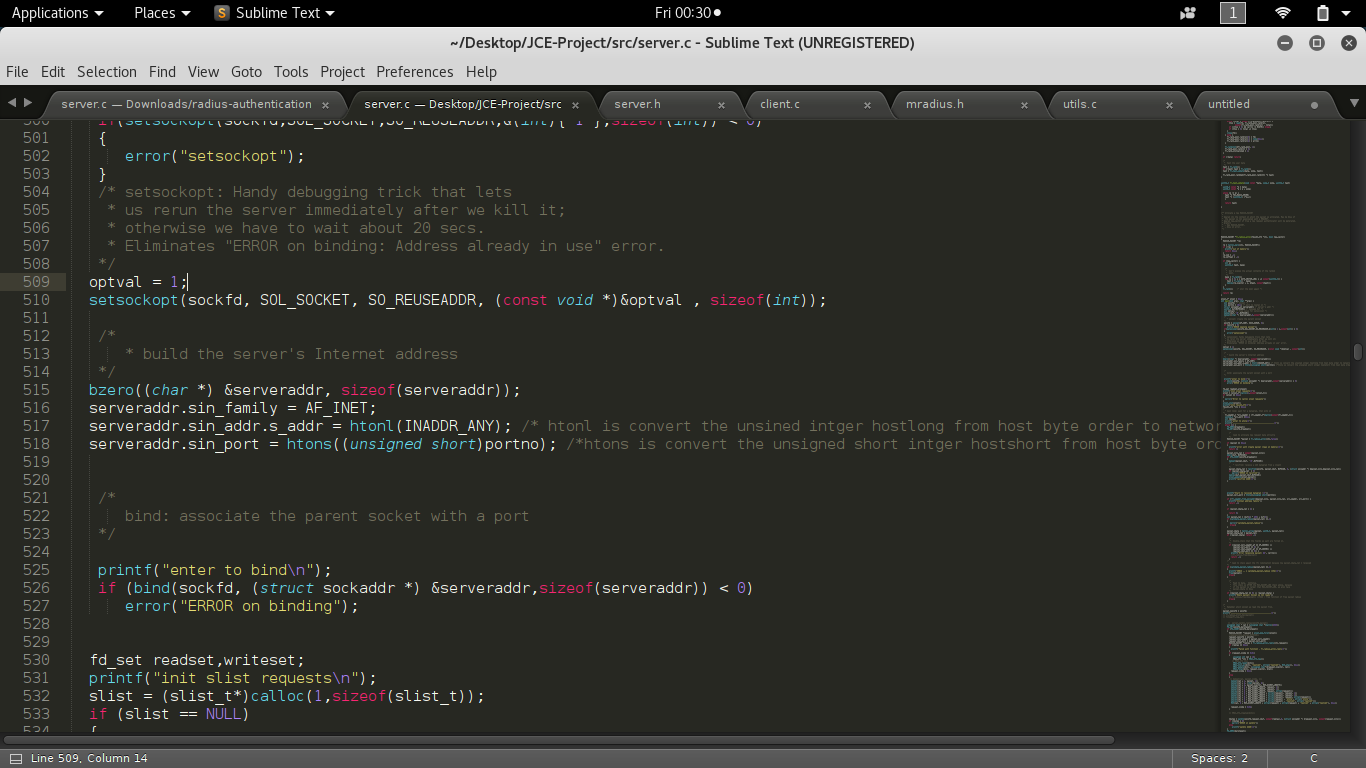 Applications Places Sublime Text Fri 00:30 1
~/Desktop/JCE-Project/src/server.c - Sublime Text (UNREGISTERED)
File Edit Selection Find View Goto Tools Project Preferences Help
server.c — Downloads/radius-authentication server.c — Desktop/JCE-Project/src server.h client.c mradius.h utils.c untitled
500 if(setsockopt(sockfd,SOL_SOCKET,SO_REUSEADDR,&(int){ 1 },sizeof(int)) < 0)
501 {
502 error("setsockopt");
503 }
504 /* setsockopt: Handy debugging trick that lets
505 * us rerun the server immediately after we kill it;
506 * otherwise we have to wait about 20 secs.
507 * Eliminates "ERROR on binding: Address already in use" error.
508 */
509 optval = 1;
510 setsockopt(sockfd, SOL_SOCKET, SO_REUSEADDR, (const void *)&optval , sizeof(int));
511
512 /*
513 * build the server's Internet address
514 */
515 bzero((char *) &serveraddr, sizeof(serveraddr));
516 serveraddr.sin_family = AF_INET;
517 serveraddr.sin_addr.s_addr = htonl(INADDR_ANY); /* htonl is convert the unsined intger hostlong from host byte order to networ
518 serveraddr.sin_port = htons((unsigned short)portno); /*htons is convert the unsigned short intger hostshort from host byte ord
519
520
521 /*
522 bind: associate the parent socket with a port
523 */
524
525 printf("enter to bind\n");
526 if (bind(sockfd, (struct sockaddr *) &serveraddr,sizeof(serveraddr)) < 0)
527 error("ERROR on binding");
528
529
530 fd_set readset,writeset;
531 printf("init slist requests\n");
532 slist = (slist_t*)calloc(1,sizeof(slist_t));
533 if (slist == NULL)
534 {
Line 509, Column 14 Spaces: 2 C